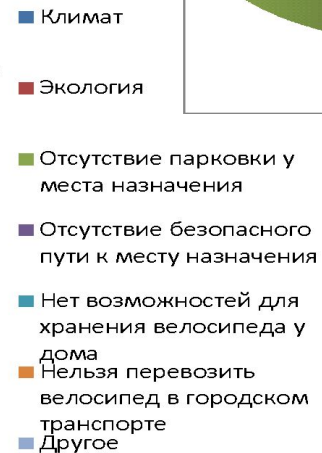 Климат
Экология
Отсутствие парковки у
места назначения
Отсутствие безопасного
пути к месту назначения
Нет возможностей для
хранения велосипеда у
дома
Нельзя перевозить
велосипед в городском
транспорте
Другое